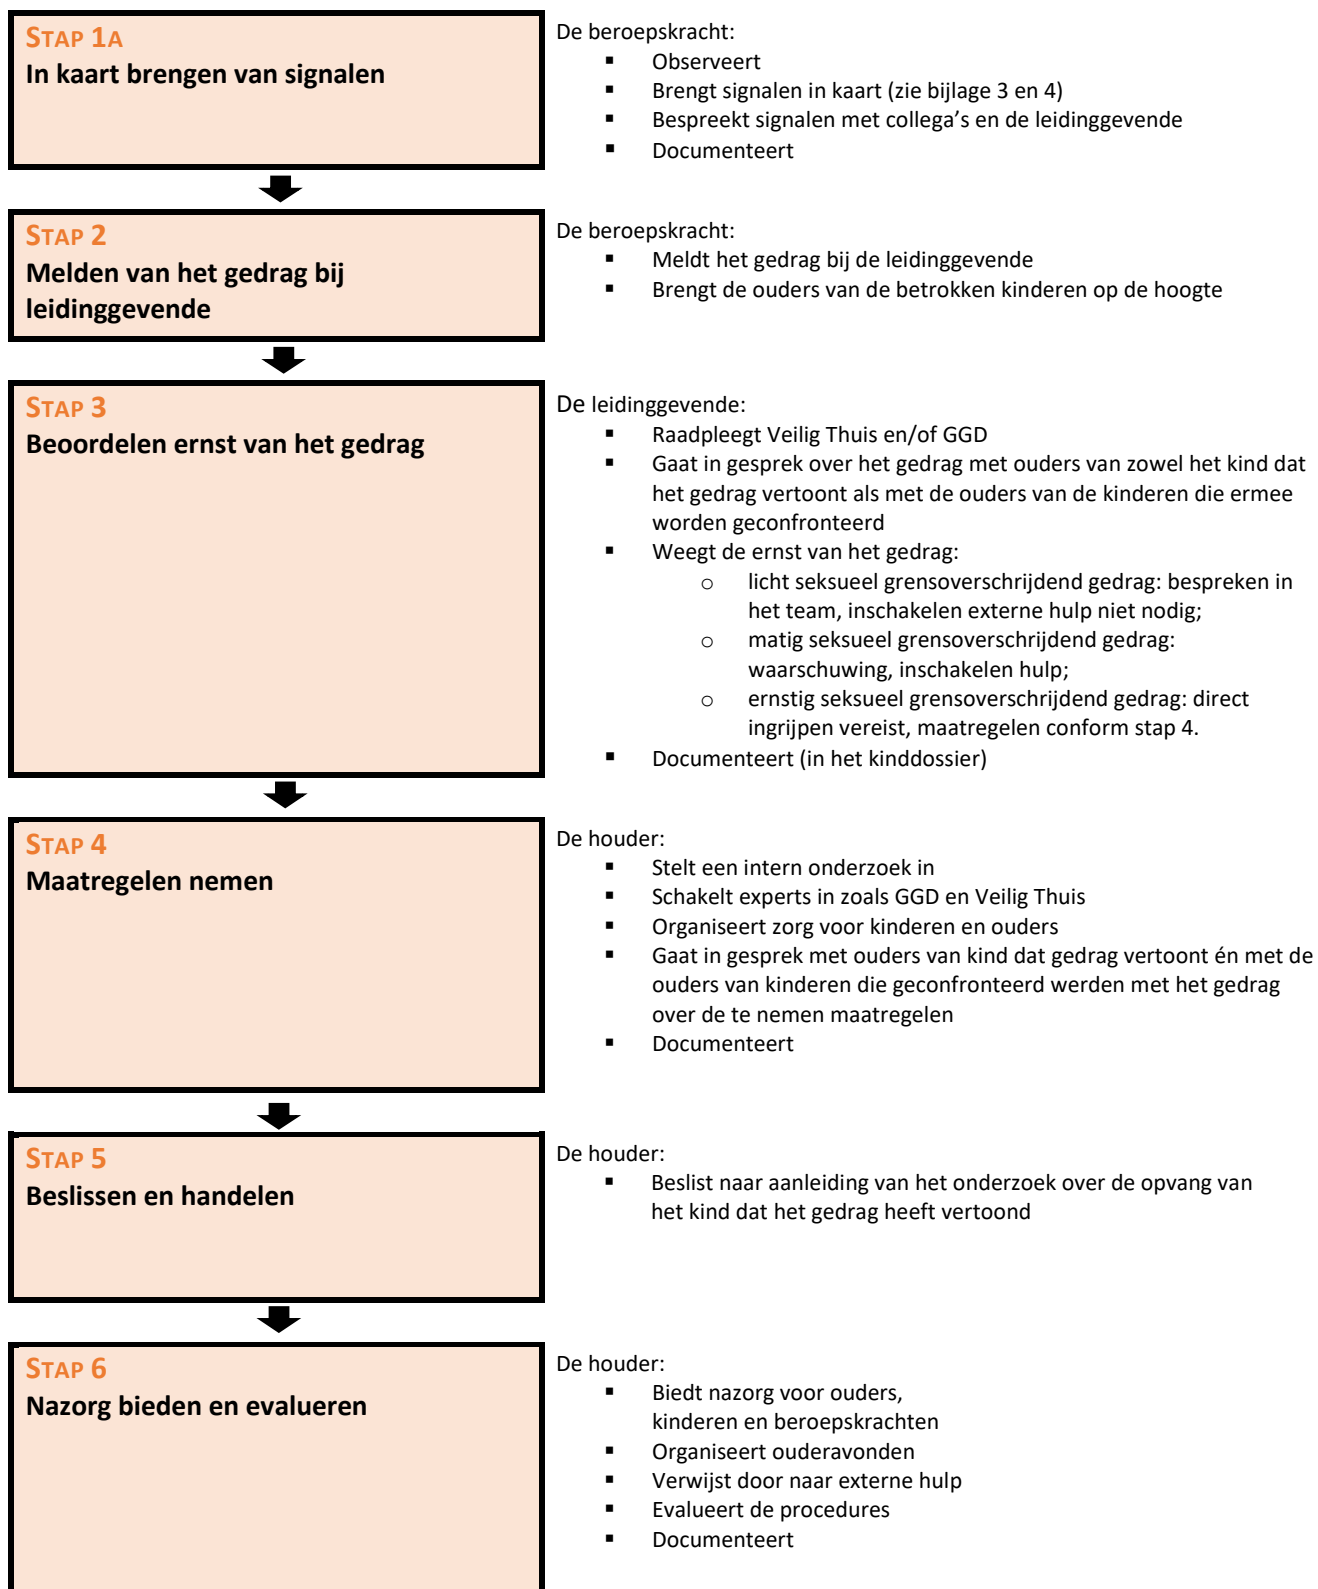 STAP 1A
In kaart brengen van signalen
De beroepskracht:
▪ Observeert
▪ Brengt signalen in kaart (zie bijlage 3 en 4)
▪ Bespreekt signalen met collega’s en de leidinggevende
▪ Documenteert
STAP 2
Melden van het gedrag bij
leidinggevende
De beroepskracht:
▪ Meldt het gedrag bij de leidinggevende
▪ Brengt de ouders van de betrokken kinderen op de hoogte
STAP 3
Beoordelen ernst van het gedrag
De leidinggevende:
▪ Raadpleegt Veilig Thuis en/of GGD
▪ Gaat in gesprek over het gedrag met ouders van zowel het kind dat
het gedrag vertoont als met de ouders van de kinderen die ermee
worden geconfronteerd
▪ Weegt de ernst van het gedrag:
o licht seksueel grensoverschrijdend gedrag: bespreken in
het team, inschakelen externe hulp niet nodig;
o matig seksueel grensoverschrijdend gedrag:
waarschuwing, inschakelen hulp;
o ernstig seksueel grensoverschrijdend gedrag: direct
ingrijpen vereist, maatregelen conform stap 4.
▪ Documenteert (in het kinddossier)
STAP 4
Maatregelen nemen
De houder:
▪ Stelt een intern onderzoek in
▪ Schakelt experts in zoals GGD en Veilig Thuis
▪ Organiseert zorg voor kinderen en ouders
▪ Gaat in gesprek met ouders van kind dat gedrag vertoont én met de
ouders van kinderen die geconfronteerd werden met het gedrag
over de te nemen maatregelen
▪ Documenteert
STAP 5
Beslissen en handelen
De houder:
▪ Beslist naar aanleiding van het onderzoek over de opvang van
het kind dat het gedrag heeft vertoond
STAP 6
Nazorg bieden en evalueren
De houder:
▪ Biedt nazorg voor ouders,
kinderen en beroepskrachten
▪ Organiseert ouderavonden
▪ Verwijst door naar externe hulp
▪ Evalueert de procedures
▪ Documenteert